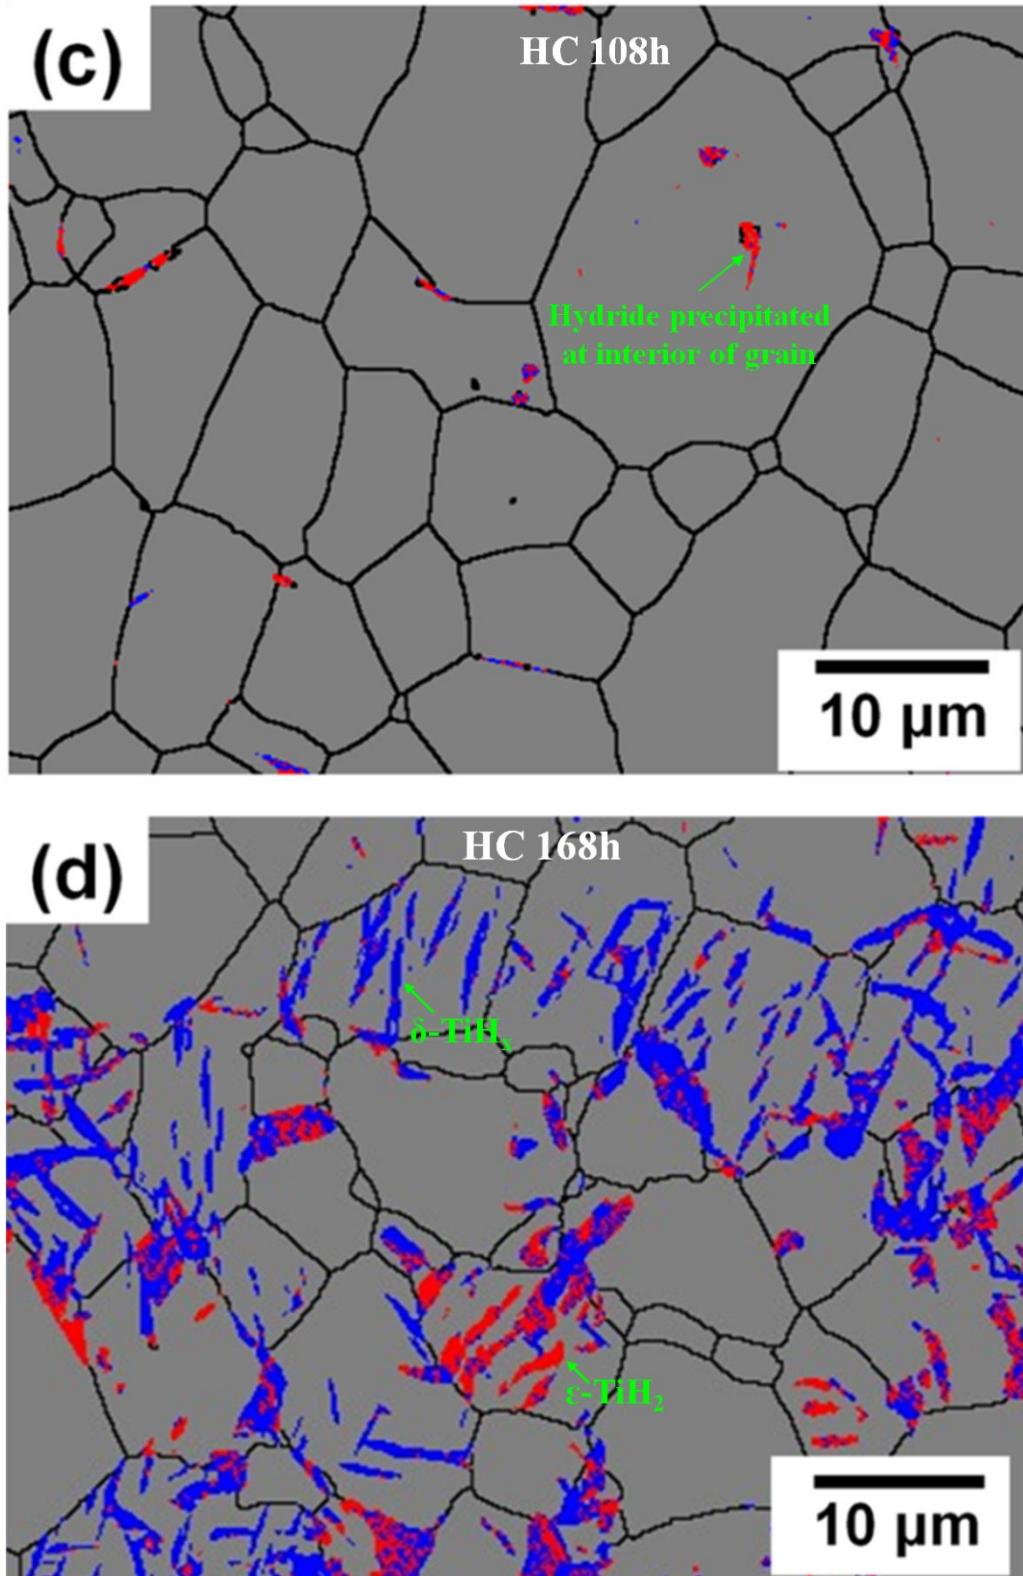 (c)
HC 108h
Hydride precipitated
at interior of grain
10 μm
(d)
HC 168h
δ-TiHₓ
ε-TiH₂
10 μm